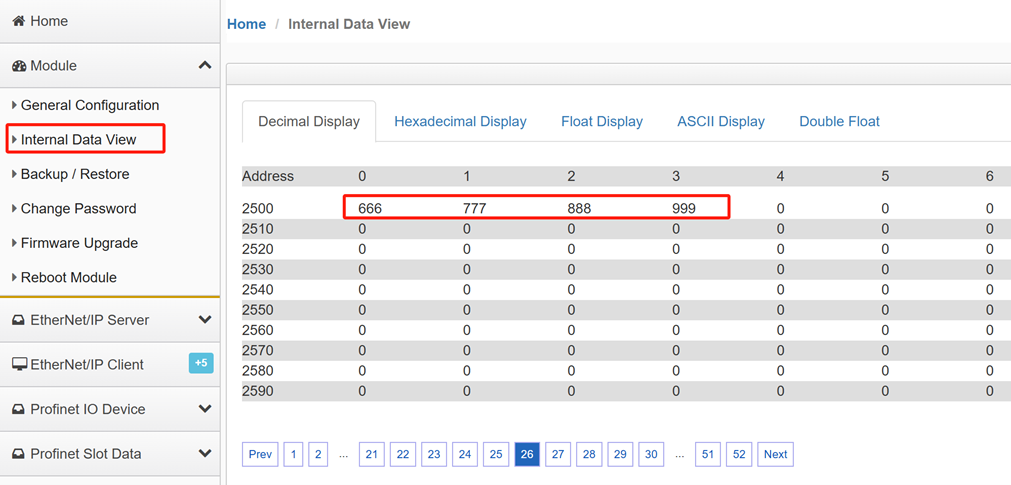 Home
Module
General Configuration
Internal Data View
Backup / Restore
Change Password
Firmware Upgrade
Reboot Module
EtherNet/IP Server
EtherNet/IP Client +5
Profinet IO Device
Profinet Slot Data
Home / Internal Data View
Decimal Display Hexadecimal Display Float Display ASCII Display Double Float
Address 0 1 2 3 4 5 6
2500 666 777 888 999 0 0 0
2510 0 0 0 0 0 0 0
2520 0 0 0 0 0 0 0
2530 0 0 0 0 0 0 0
2540 0 0 0 0 0 0 0
2550 0 0 0 0 0 0 0
2560 0 0 0 0 0 0 0
2570 0 0 0 0 0 0 0
2580 0 0 0 0 0 0 0
2590 0 0 0 0 0 0 0
Prev 1 2 ... 21 22 23 24 25 26 27 28 29 30 ... 51 52 Next